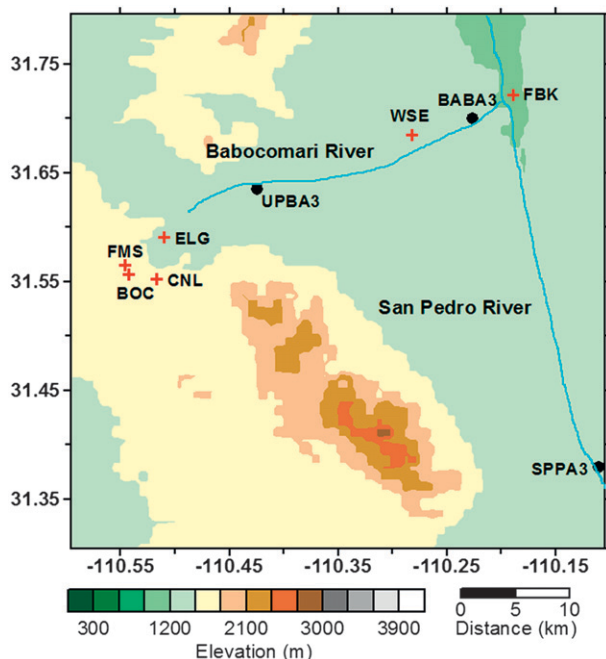 31.75
FBK
BABA3
WSE
Babocomari River
31.65
UPBA3
ELG
FMS
31.55
BOC
CNL
San Pedro River
31.45
SPPA3
31.35
-110.55
-110.45
-110.35
-110.25
-110.15
300
1200
2100
3000
3900
Elevation (m)
0
5
10
Distance (km)